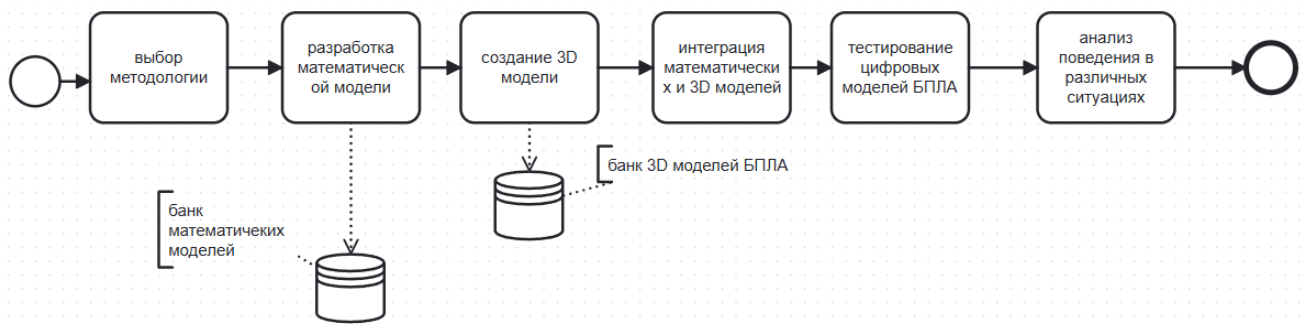 выбор
методологии
разработка
математическ
ой модели
создание 3D
модели
интеграция
математически
х и 3D моделей
тестирование
цифровых
моделей БПЛА
анализ
поведения в
различных
ситуациях
банк 3D моделей БПЛА
банк
математичеких
моделей